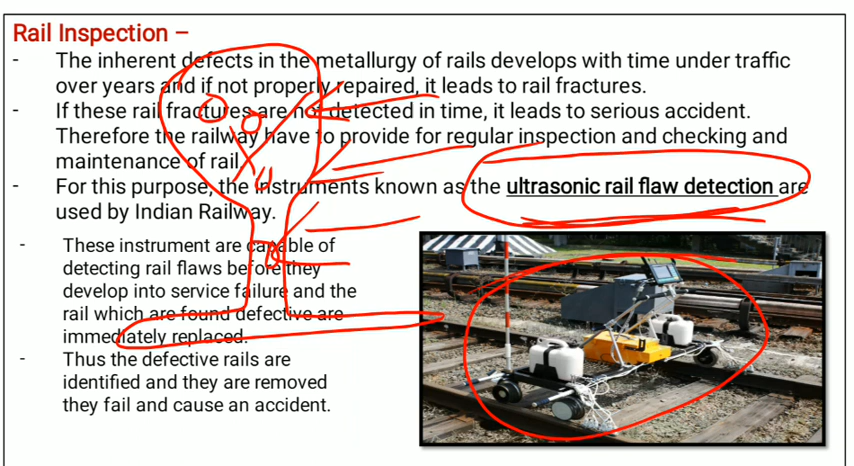 Rail Inspection –
- The inherent defects in the metallurgy of rails develops with time under traffic
over years and if not properly repaired, it leads to rail fractures.
- If these rail fractures are not detected in time, it leads to serious accident.
Therefore the railway have to provide for regular inspection and checking and
maintenance of rail.
- For this purpose, the instruments known as the ultrasonic rail flaw detection are
used by Indian Railway.
- These instrument are capable of
detecting rail flaws before they
develop into service failure and the
rail which are found defective are
immediately replaced.
- Thus the defective rails are
identified and they are removed
they fail and cause an accident.